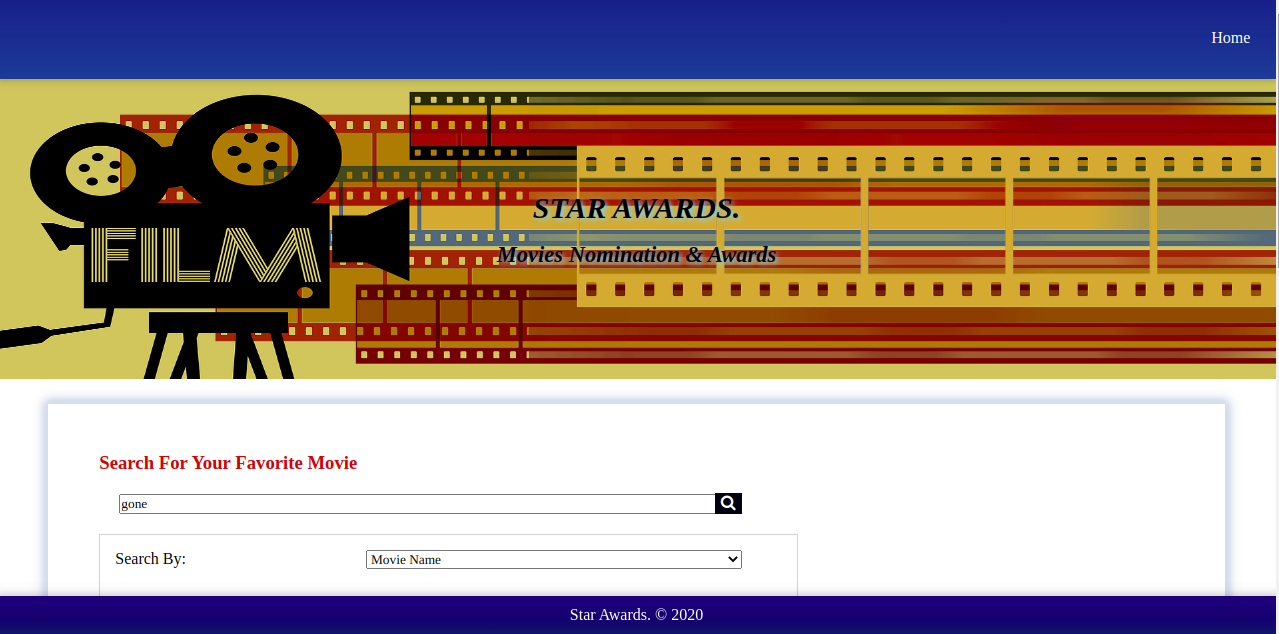 Home
FILM.
STAR AWARDS.
Movies Nomination & Awards
Search For Your Favorite Movie
gone
Search By:
Movie Name
Star Awards. © 2020